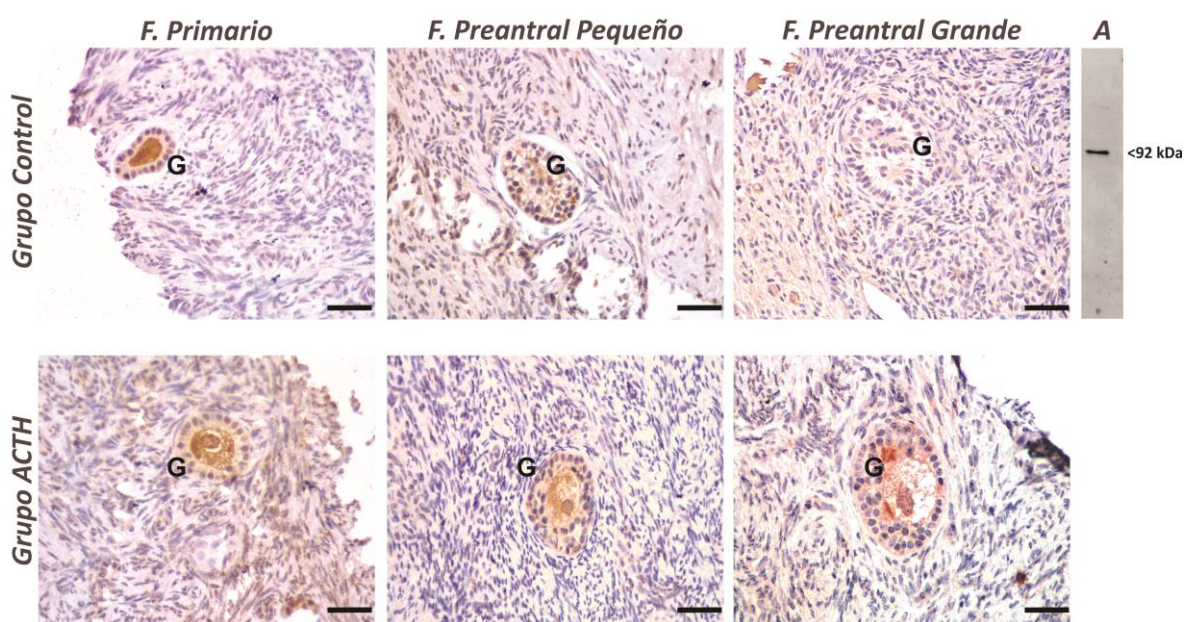 F. Primario
F. Preantral Pequeño
F. Preantral Grande
A
Grupo Control
G
G
G
<92 kDa
Grupo ACTH
G
G
G